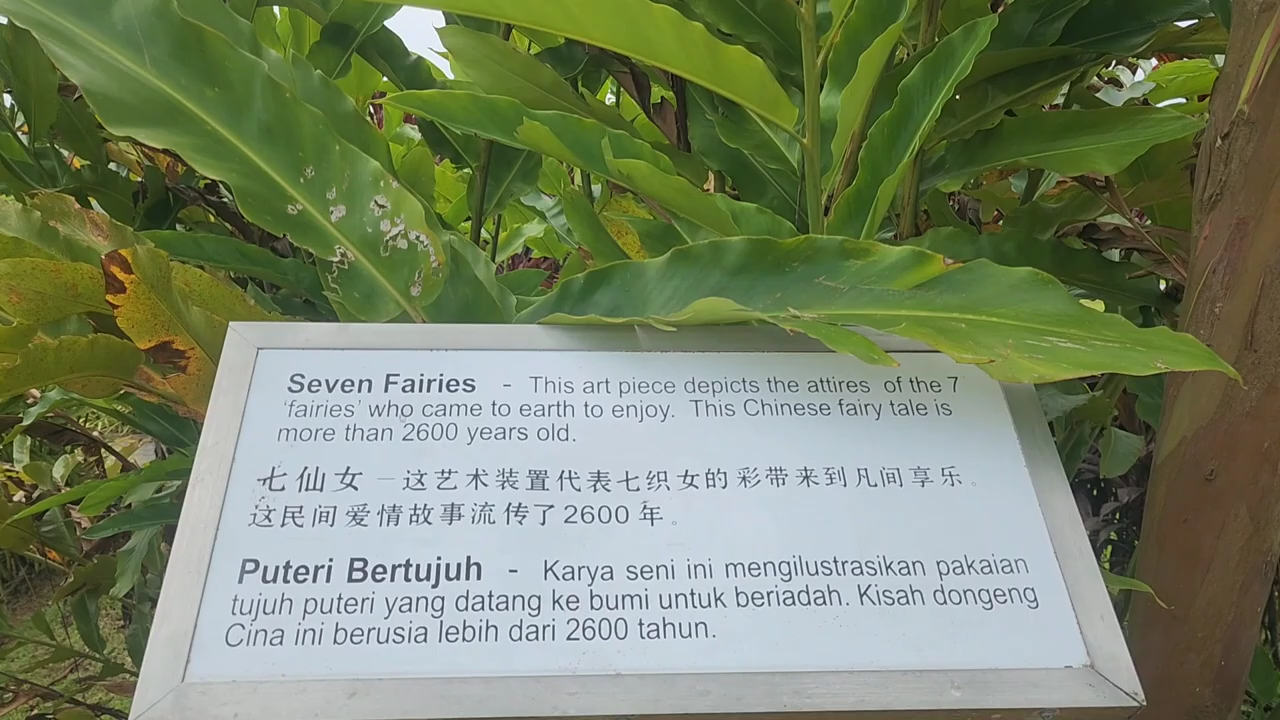 Seven Fairies - This art piece depicts the attires of the 7
'fairies' who came to earth to enjoy. This Chinese fairy tale is
more than 2600 years old.
七仙女 — 这艺术装置代表七织女的彩带来到凡间享乐。
这民间爱情故事流传了2600年。
Puteri Bertujuh - Karya seni ini mengilustrasikan pakaian
tujuh puteri yang datang ke bumi untuk beriadah. Kisah dongeng
Cina ini berusia lebih dari 2600 tahun.